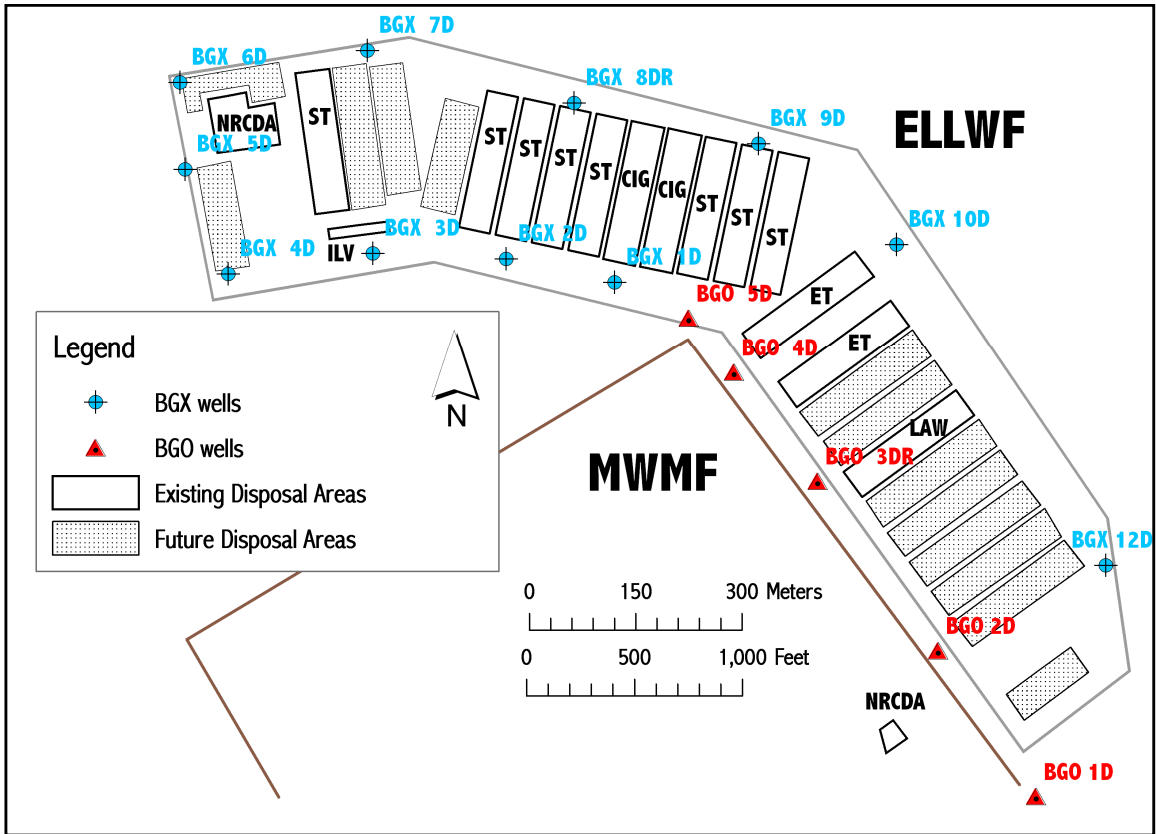 BGX 7D
BGX 6D
BGX 8DR
BGX 9D
ELLWF
NRCDA
ST
ST
ST
ST
ST
CIG
CIG
ST
ST
ST
BGX 5D
BGX 10D
BGX 4D
ILV
BGX 3D
BGX 2D
BGX 1D
BGO 5D
ET
BGO 4D
ET
Legend
N
BGX wells
BGO wells
Existing Disposal Areas
Future Disposal Areas
MWMF
LAW
BGO 3DR
BGX 12D
0 150 300 Meters
0 500 1,000 Feet
BGO 2D
NRCDA
BGO 1D